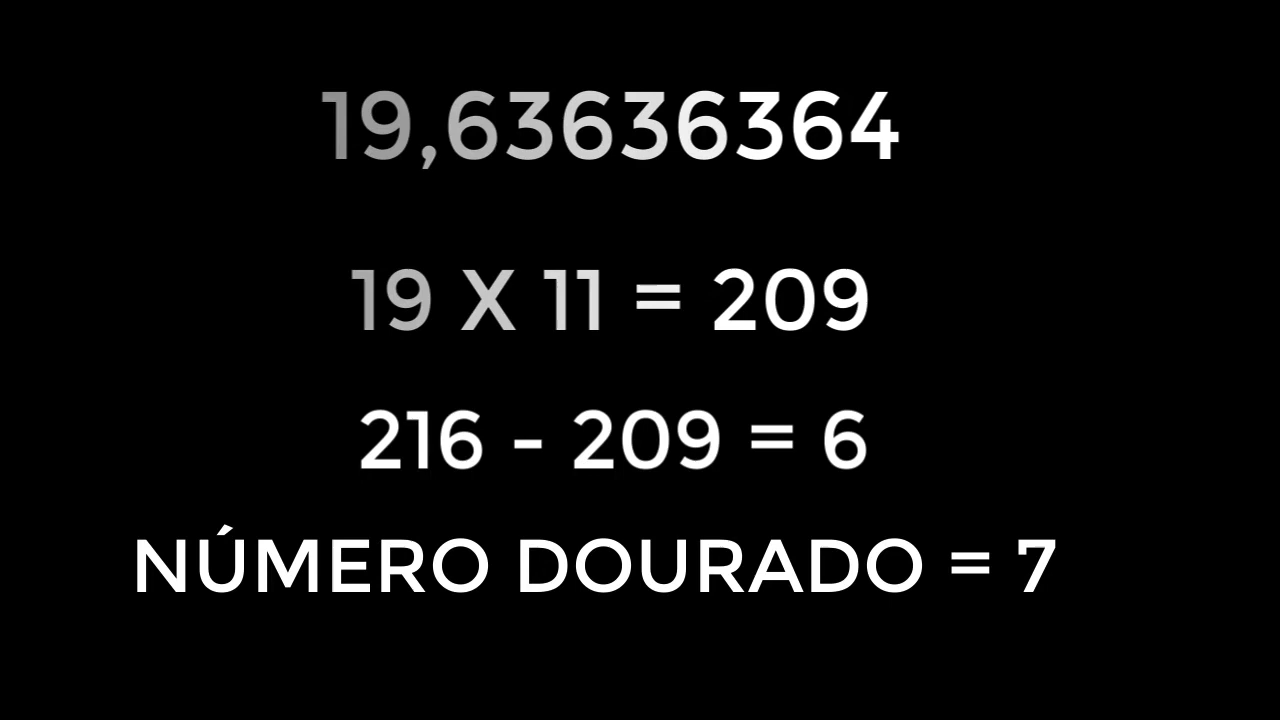 19,63636364
19 X 11 = 209
216 - 209 = 6
NÚMERO DOURADO = 7